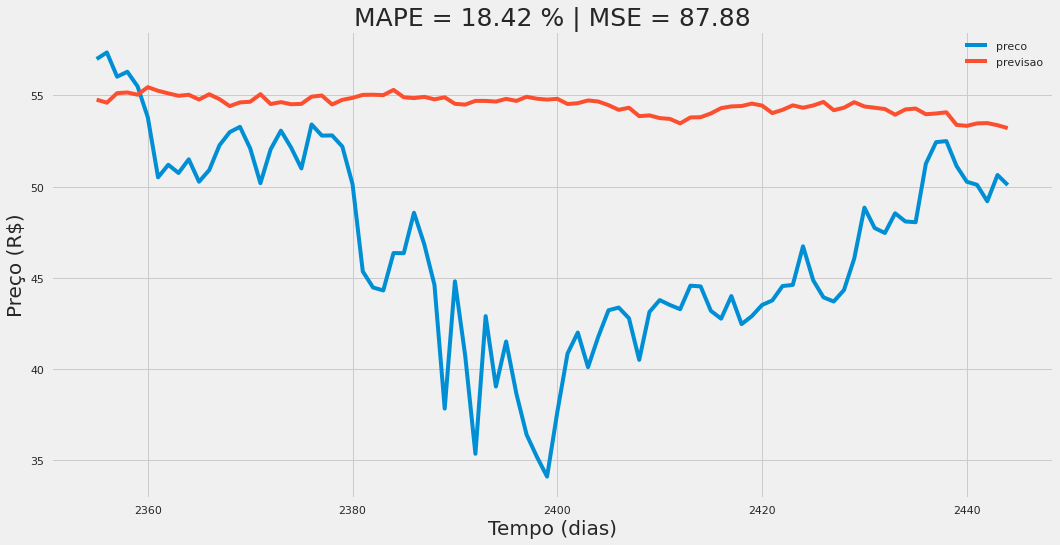 MAPE = 18.42 % | MSE = 87.88
preco
previsao
Preço (R$)
55
50
45
40
35
2360 2380 2400 2420 2440
Tempo (dias)